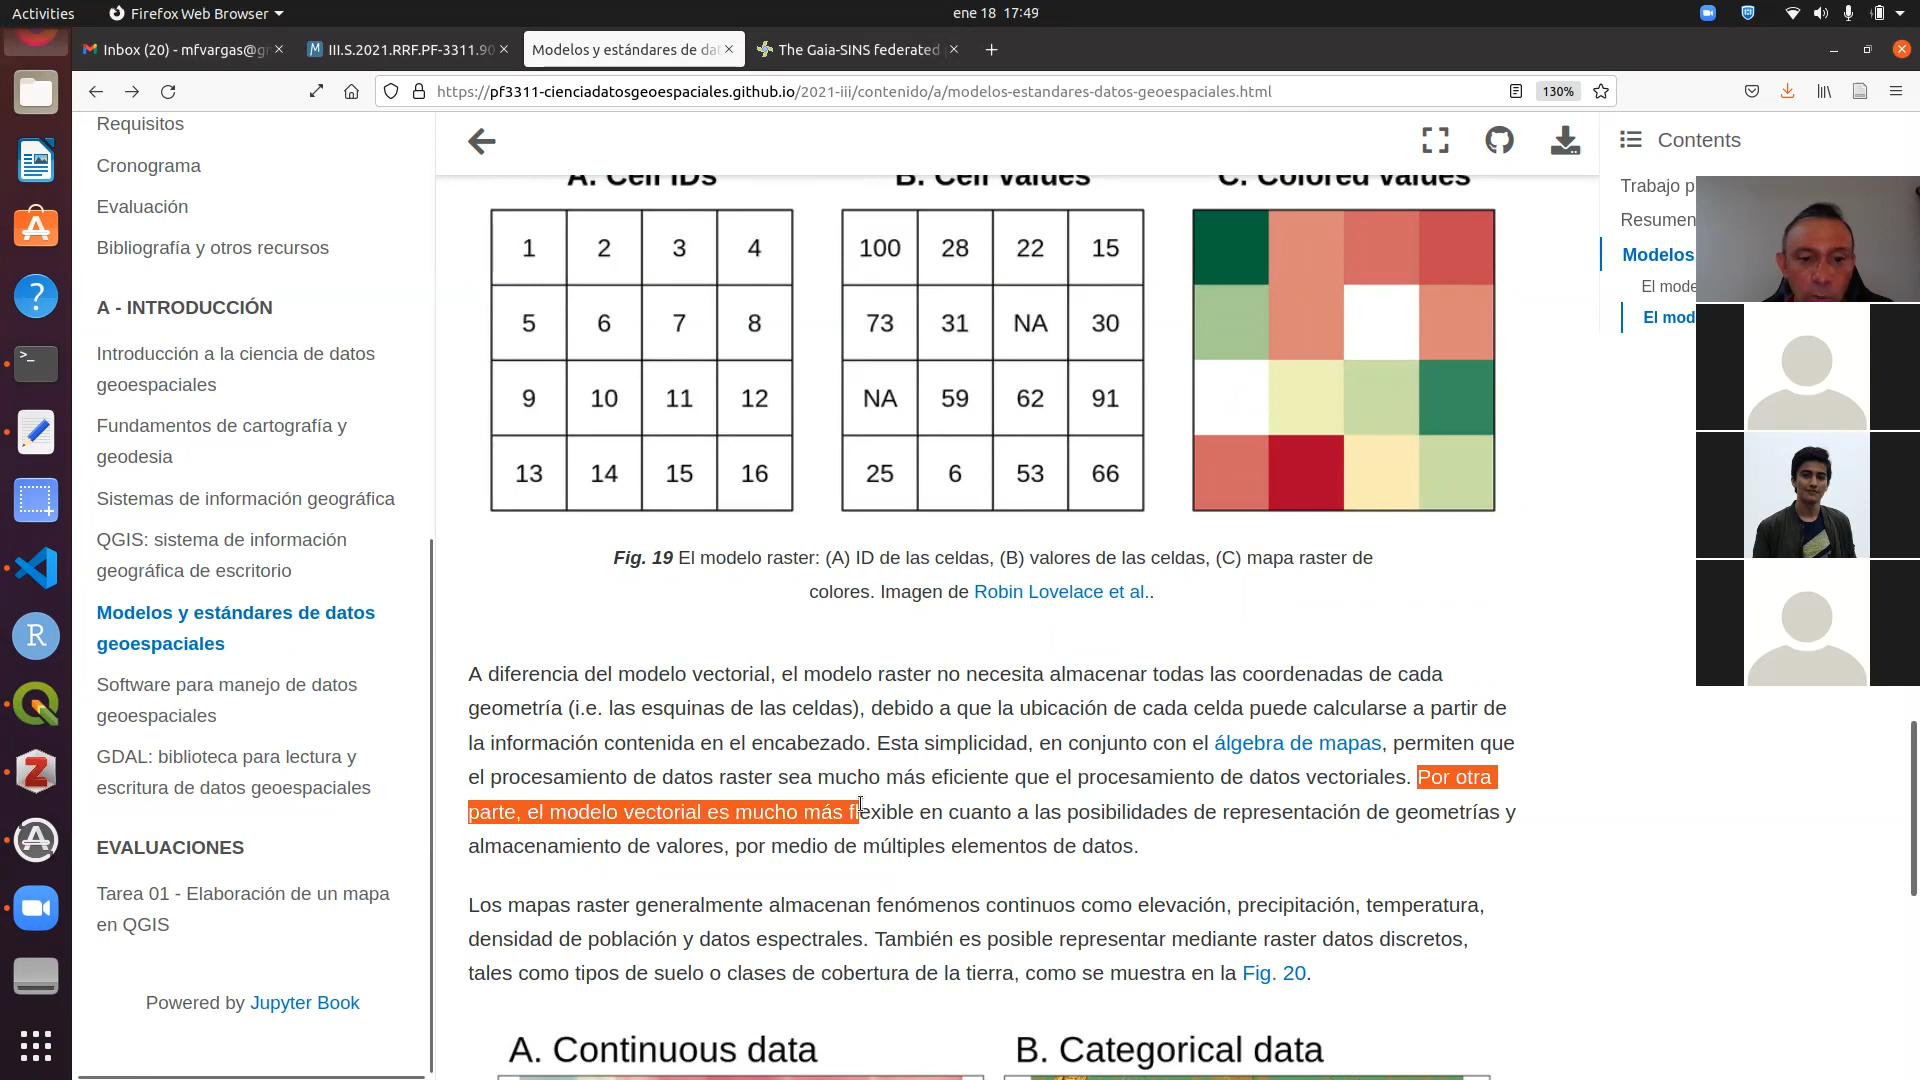 Activities
Firefox Web Browser
ene 18 17:49
Inbox (20) - mfvargas@g
III.S.2021.RRF.PF-3311.90
Modelos y estándares de dat
The Gaia-SINS federated
https://pf3311-cienciadatosgeoespaciales.github.io/2021-iii/contenido/a/modelos-estandares-datos-geoespaciales.html
130%
Requisitos
Cronograma
Evaluación
Bibliografía y otros recursos
A - INTRODUCCIÓN
Introducción a la ciencia de datos
geoespaciales
Fundamentos de cartografía y
geodesia
Sistemas de información geográfica
QGIS: sistema de información
geográfica de escritorio
Modelos y estándares de datos
geoespaciales
Software para manejo de datos
geoespaciales
GDAL: biblioteca para lectura y
escritura de datos geoespaciales
EVALUACIONES
Tarea 01 - Elaboración de un mapa
en QGIS
Powered by Jupyter Book
A. Cell IDs
1 2 3 4
5 6 7 8
9 10 11 12
13 14 15 16
B. Cell values
100 28 22 15
73 31 NA 30
NA 59 62 91
25 6 53 66
C. Colored values
Fig. 19 El modelo raster: (A) ID de las celdas, (B) valores de las celdas, (C) mapa raster de
colores. Imagen de Robin Lovelace et al..
A diferencia del modelo vectorial, el modelo raster no necesita almacenar todas las coordenadas de cada
geometría (i.e. las esquinas de las celdas), debido a que la ubicación de cada celda puede calcularse a partir de
la información contenida en el encabezado. Esta simplicidad, en conjunto con el álgebra de mapas, permiten que
el procesamiento de datos raster sea mucho más eficiente que el procesamiento de datos vectoriales. Por otra
parte, el modelo vectorial es mucho más flexible en cuanto a las posibilidades de representación de geometrías y
almacenamiento de valores, por medio de múltiples elementos de datos.
Los mapas raster generalmente almacenan fenómenos continuos como elevación, precipitación, temperatura,
densidad de población y datos espectrales. También es posible representar mediante raster datos discretos,
tales como tipos de suelo o clases de cobertura de la tierra, como se muestra en la Fig. 20.
A. Continuous data
B. Categorical data
Contents
Trabajo p
Resumen
Modelos
El mode
El mod